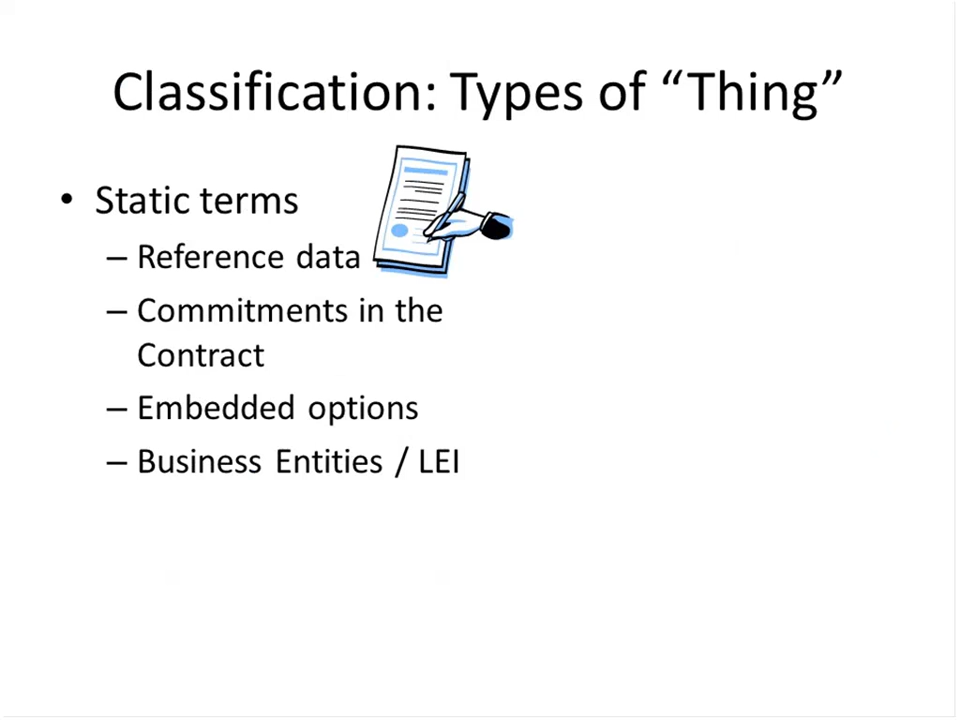 Classification: Types of “Thing”
• Static terms
– Reference data
– Commitments in the
Contract
– Embedded options
– Business Entities / LEI